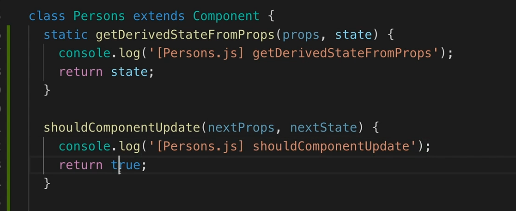 class Persons extends Component {
static getDerivedStateFromProps(props, state) {
console.log('[Persons.js] getDerivedStateFromProps');
return state;
}
shouldComponentUpdate(nextProps, nextState) {
console.log('[Persons.js] shouldComponentUpdate');
return true;
}